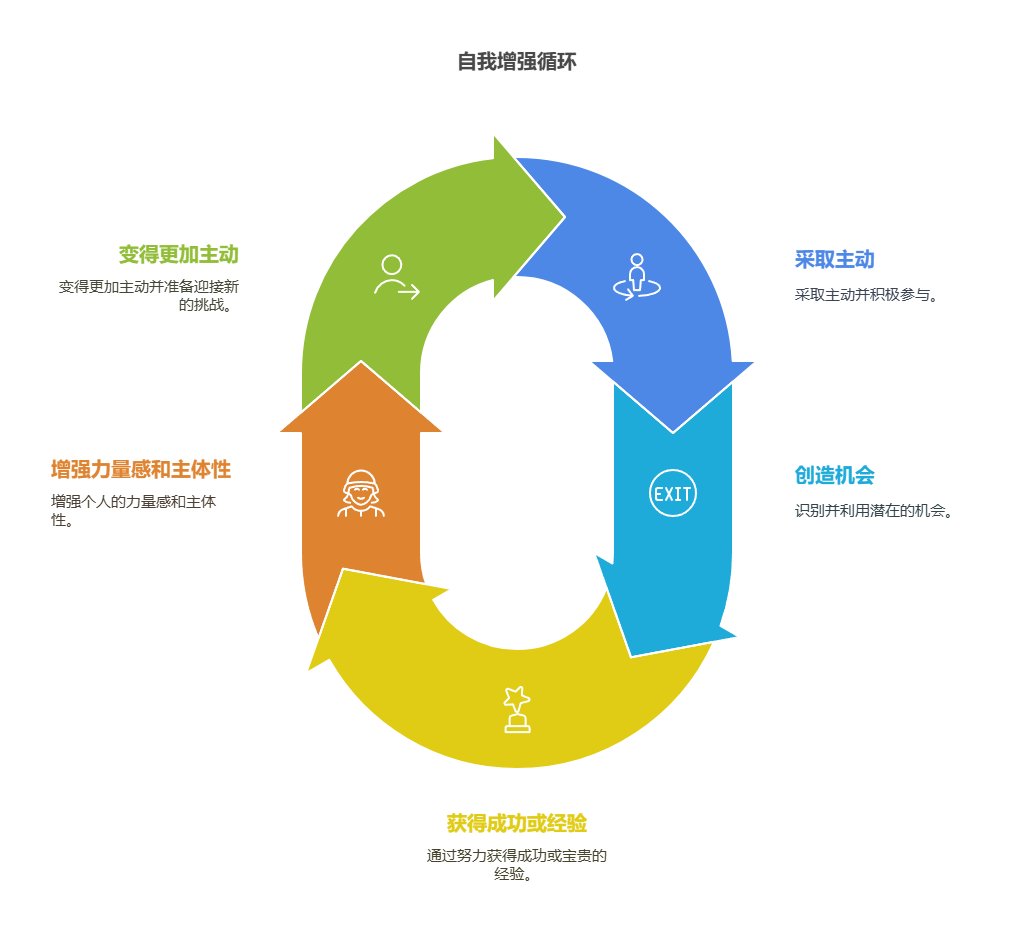 自我增强循环
变得更加主动
变得更加主动并准备迎接新
的挑战。
采取主动
采取主动并积极参与。
增强力量感和主体性
增强个人的力量感和主体
性。
EXIT
创造机会
识别并利用潜在的机会。
获得成功或经验
通过努力获得成功或宝贵的
经验。